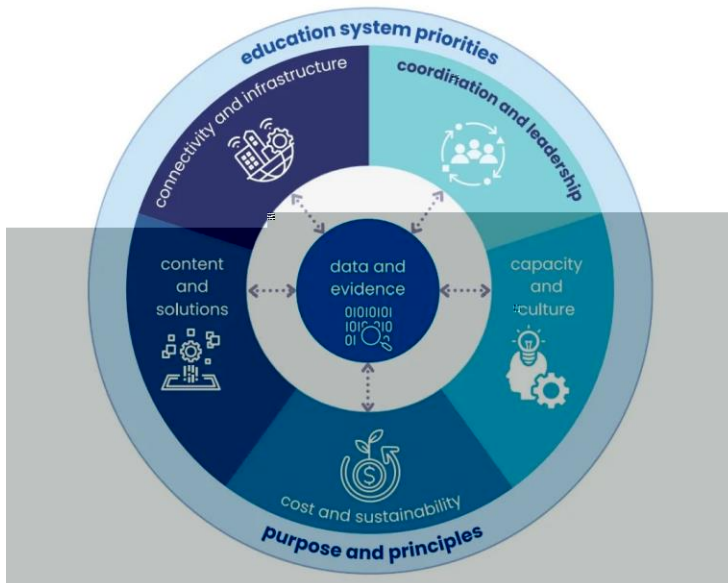 education system priorities
connectivity and infrastructure
coordination and leadership
content
and
solutions
data and
evidence
01010101
capacity
and
culture
cost and sustainability
purpose and principles